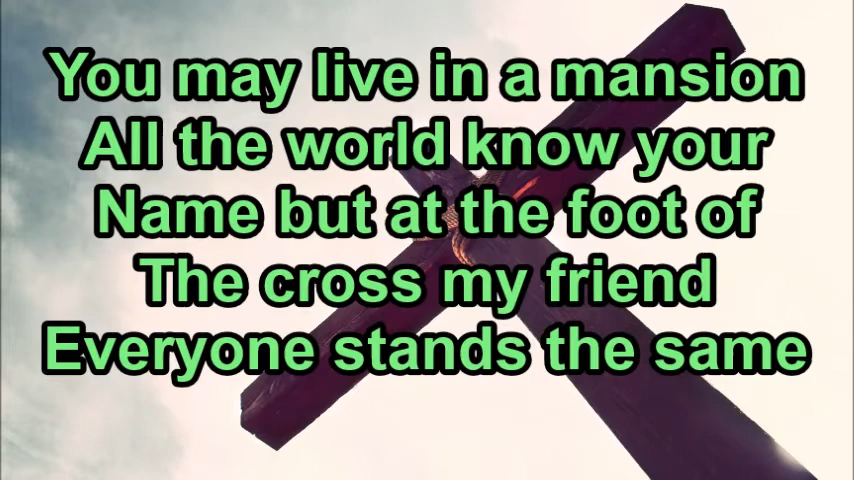 You may live in a mansion
All the world know your
Name but at the foot of
The cross my friend
Everyone stands the same